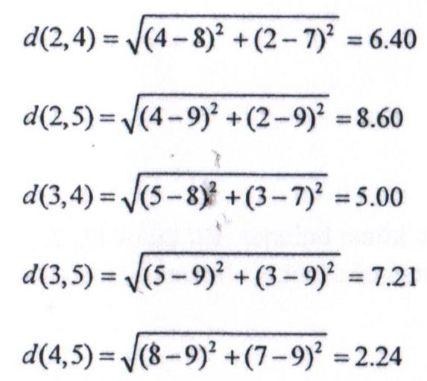 d(2,4) = √(4 – 8)² + (2 – 7)² = 6.40
d(2,5) = √(4 – 9)² + (2 – 9)² = 8.60
d(3,4) = √(5 – 8)² + (3 – 7)² = 5.00
d(3,5) = √(5 – 9)² + (3 – 9)² = 7.21
d(4,5) = √(8 – 9)² + (7 – 9)² = 2.24